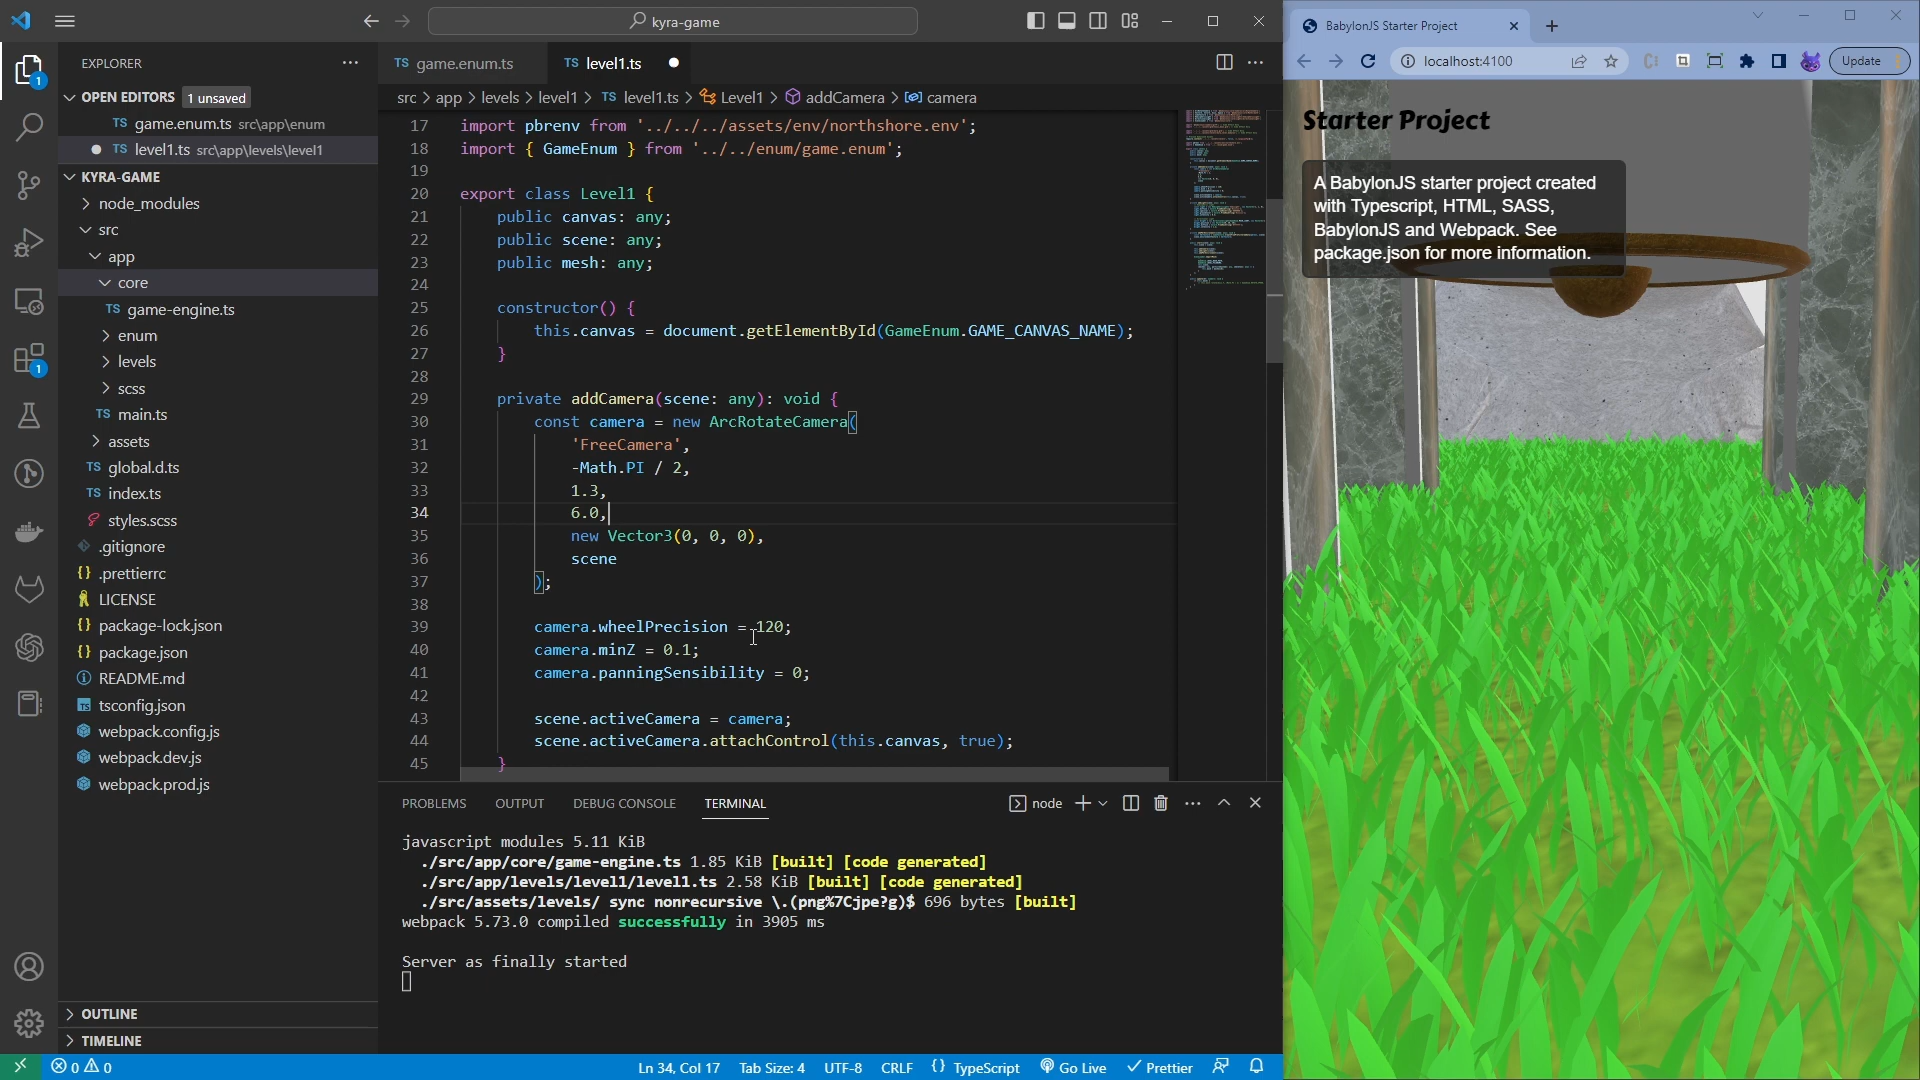 kyra-game
EXPLORER
OPEN EDITORS 1 unsaved
TS game.enum.ts src\app\enum
TS level1.ts src\app\levels\level1
KYRA-GAME
node_modules
src
app
core
TS game-engine.ts
enum
levels
scss
TS main.ts
assets
TS global.d.ts
TS index.ts
styles.scss
.gitignore
{} .prettierrc
LICENSE
{} package-lock.json
{} package.json
README.md
TS tsconfig.json
webpack.config.js
webpack.dev.js
webpack.prod.js
OUTLINE
TIMELINE
1
1
TS game.enum.ts
TS level1.ts
src > app > levels > level1 > TS level1.ts > Level1 > addCamera > camera
17 import pbrenv from '../../../assets/env/northshore.env';
18 import { GameEnum } from '../../enum/game.enum';
19
20 export class Level1 {
21 public canvas: any;
22 public scene: any;
23 public mesh: any;
24
25 constructor() {
26 this.canvas = document.getElementById(GameEnum.GAME_CANVAS_NAME);
27 }
28
29 private addCamera(scene: any): void {
30 const camera = new ArcRotateCamera(
31 'FreeCamera',
32 -Math.PI / 2,
33 1.3,
34 6.0,
35 new Vector3(0, 0, 0),
36 scene
37 );
38
39 camera.wheelPrecision = 120;
40 camera.minZ = 0.1;
41 camera.panningSensibility = 0;
42
43 scene.activeCamera = camera;
44 scene.activeCamera.attachControl(this.canvas, true);
45 }
PROBLEMS OUTPUT DEBUG CONSOLE TERMINAL
node
javascript modules 5.11 KiB
./src/app/core/game-engine.ts 1.85 KiB [built] [code generated]
./src/app/levels/level1/level1.ts 2.58 KiB [built] [code generated]
./src/assets/levels/ sync nonrecursive \.(png%7Cjpe?g)$ 696 bytes [built]
webpack 5.73.0 compiled successfully in 3905 ms
Server as finally started
0 0
Ln 34, Col 17
Tab Size: 4
UTF-8
CRLF
{} TypeScript
Go Live
Prettier
BabylonJS Starter Project
localhost:4100
Update
Starter Project
A BabylonJS starter project created
with Typescript, HTML, SASS,
BabylonJS and Webpack. See
package.json for more information.